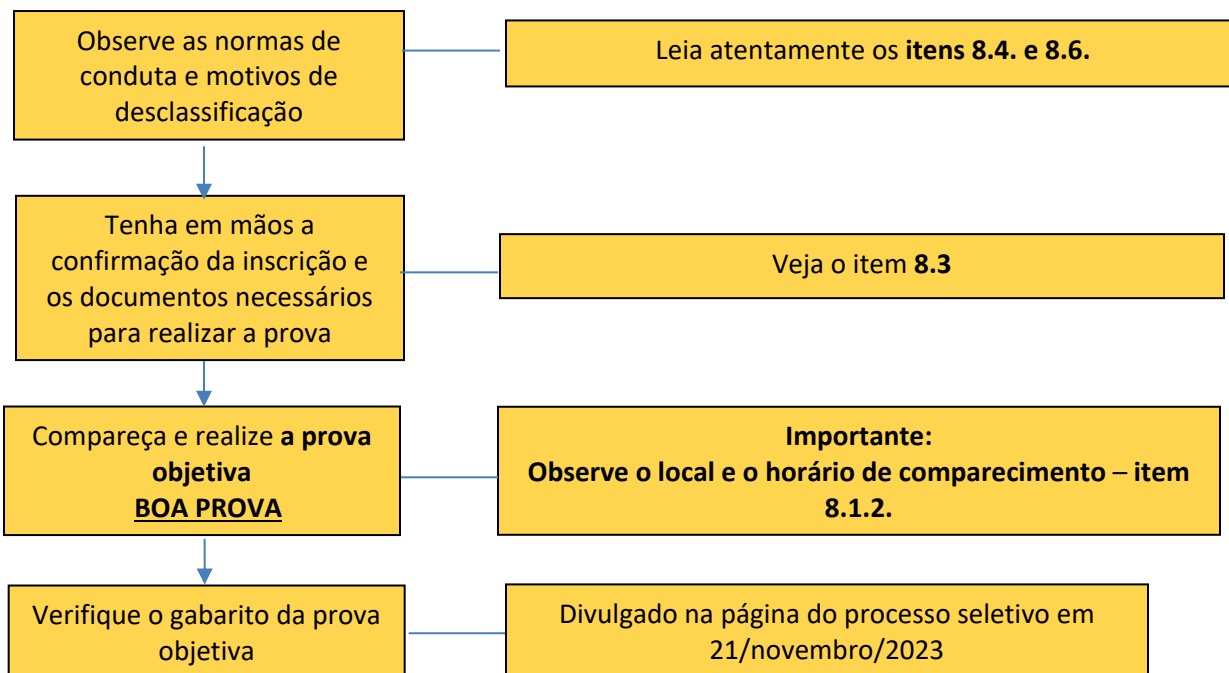 Observe as normas de
conduta e motivos de
desclassificação
Leia atentamente os itens 8.4. e 8.6.
Tenha em mãos a
confirmação da inscrição e
os documentos necessários
para realizar a prova
Veja o item 8.3
Compareça e realize a prova
objetiva
BOA PROVA
Importante:
Observe o local e o horário de comparecimento – item
8.1.2.
Verifique o gabarito da prova
objetiva
Divulgado na página do processo seletivo em
21/novembro/2023